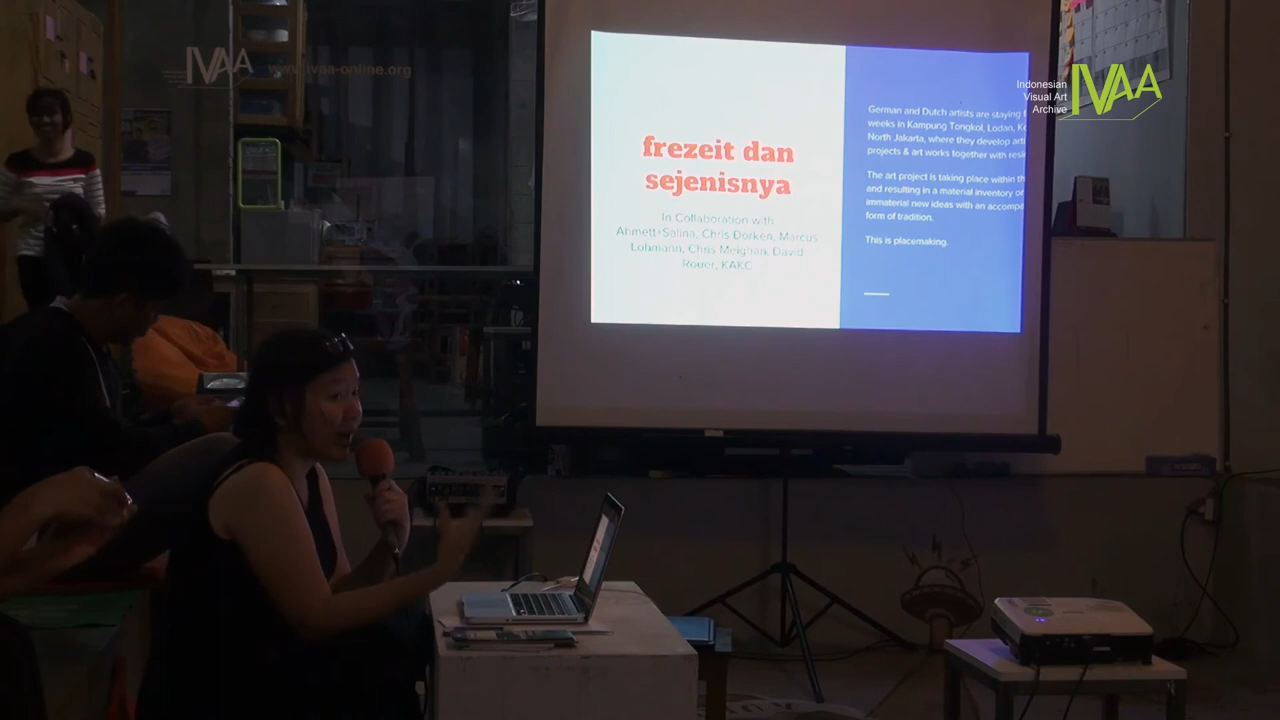 IVAA
www.ivaa-online.org
Indonesian
Visual Art
Archive
IVAA
frezeit dan
sejenisnya
In Collaboration with
Ahmett+Salina, Chris Dorken, Marcus
Lohmann, Chris Meighan, David
Rouer, KAKC
German and Dutch artists are staying
weeks in Kampung Tongkol, Lodan,
North Jakarta, where they develop
projects & art works together with
The art project is taking place within
and resulting in a material inventory
immaterial new ideas with an
form of tradition.
This is placemaking.